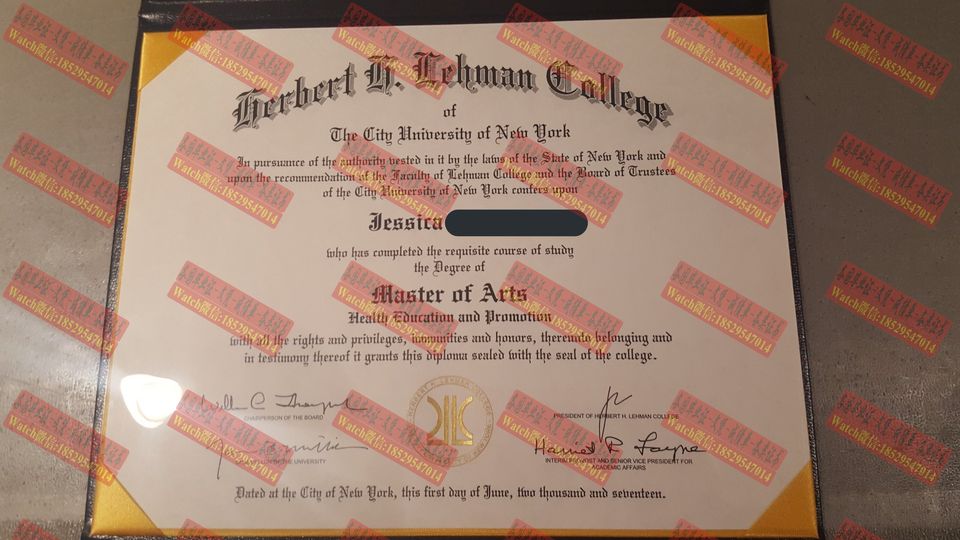 Herbert H. Lehman College
of
The City University of New York
In pursuance of the authority vested in it by the laws of the State of New York and
upon the recommendation of the Faculty of Lehman College and the Board of Trustees
of the City University of New York confers upon
Jessica
who has completed the requisite course of study
the Degree of
Master of Arts
Health Education and Promotion
with all the rights and privileges, immunities and honors, thereunto belonging and
in testimony thereof it grants this diploma sealed with the seal of the college.
CHAIRPERSON OF THE BOARD
PRESIDENT OF HERBERT H. LEHMAN COLLEGE
OF THE UNIVERSITY
INTERIM PROVOST AND SENIOR VICE PRESIDENT FOR
ACADEMIC AFFAIRS
HERBERT H. LEHMAN COLLEGE
Dated at the City of New York, this first day of June, two thousand and seventeen.
Watch微信:18529547014